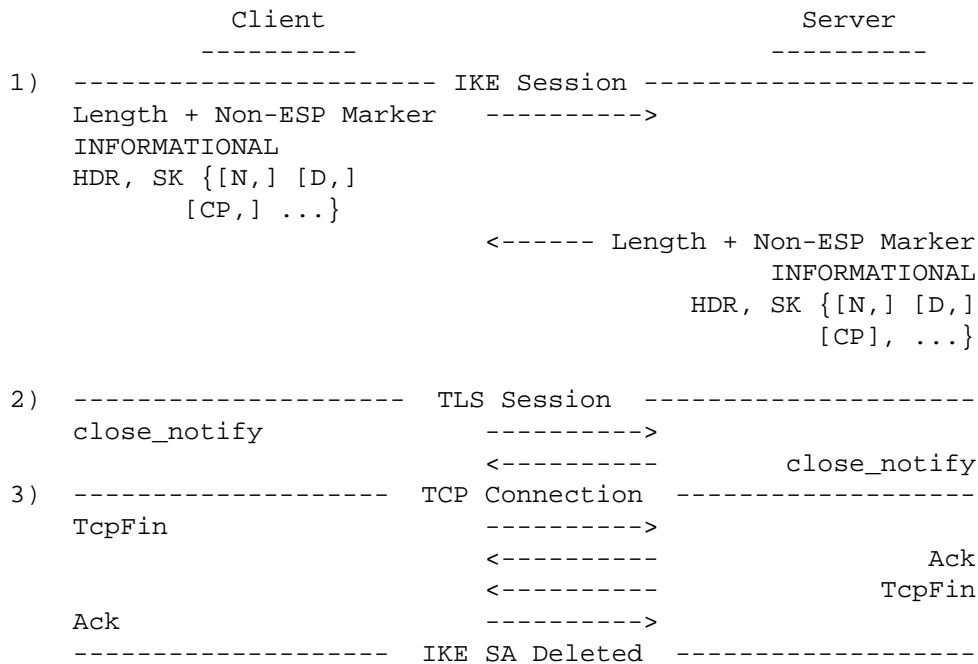 Client                              Server
            ----------                          ----------
1)  ----------------------- IKE Session ---------------------
    Length + Non-ESP Marker   ---------->
    INFORMATIONAL
    HDR, SK {[N,] [D,]
           [CP,] ...}
                              <------ Length + Non-ESP Marker
                                                INFORMATIONAL
                                           HDR, SK {[N,] [D,]
                                                   [CP], ...}

2)  --------------------- TLS Session ---------------------
    close_notify              ---------->
                              <----------        close_notify
3)  -------------------- TCP Connection -------------------
    TcpFin                    ---------->
                              <----------                 Ack
                              <----------              TcpFin
    Ack                       ---------->
    -------------------- IKE SA Deleted -------------------